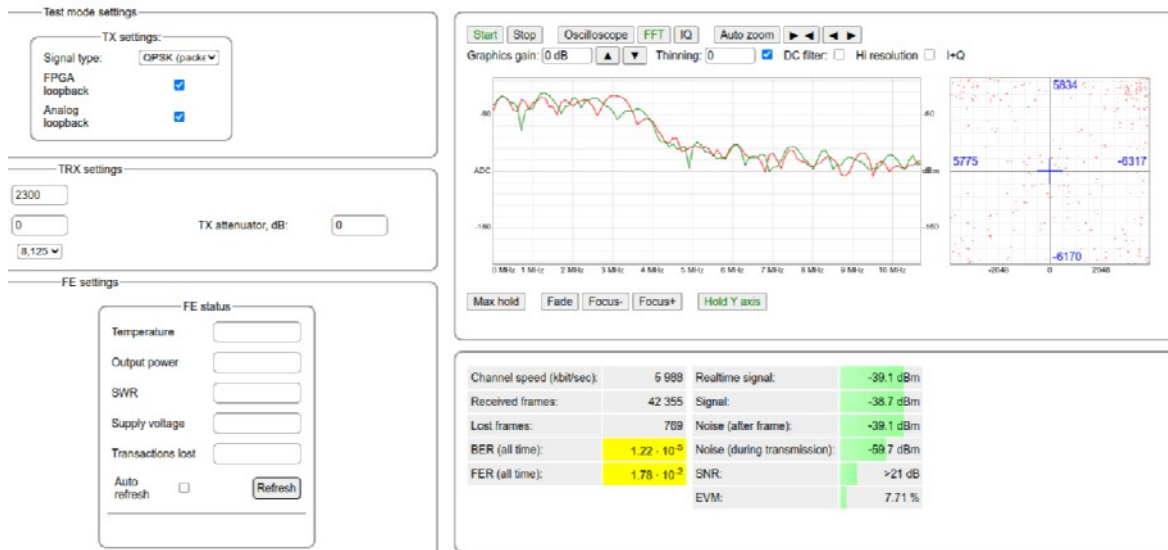 Test mode settings
TX settings:
Signal type: QPSK (packe
FPGA loopback
Analog loopback
TRX settings
2300
0 TX attenuator, dB: 0
8,125
FE settings
FE status
Temperature
Output power
SWR
Supply voltage
Transactions lost
Auto refresh Refresh
Start Stop Oscilloscope FFT IQ Auto zoom
Graphics gain: 0 dB Thinning: 0 DC filter: Hi resolution I+Q
-80 -80
ADC dBm
-160 -160
0 MHz 1 MHz 2 MHz 3 MHz 4 MHz 5 MHz 6 MHz 7 MHz 8 MHz 9 MHz 10 MHz
5834
5775 -6317
-6170
-2048 0 2048
Max hold Fade Focus- Focus+ Hold Y axis
Channel speed (kbit/sec): 5 988 Realtime signal: -39.1 dBm
Received frames: 42 355 Signal: -38.7 dBm
Lost frames: 769 Noise (after frame): -39.1 dBm
BER (all time): 1.22 · 10⁻⁵ Noise (during transmission): -59.7 dBm
FER (all time): 1.78 · 10⁻² SNR: >21 dB
EVM: 7.71 %